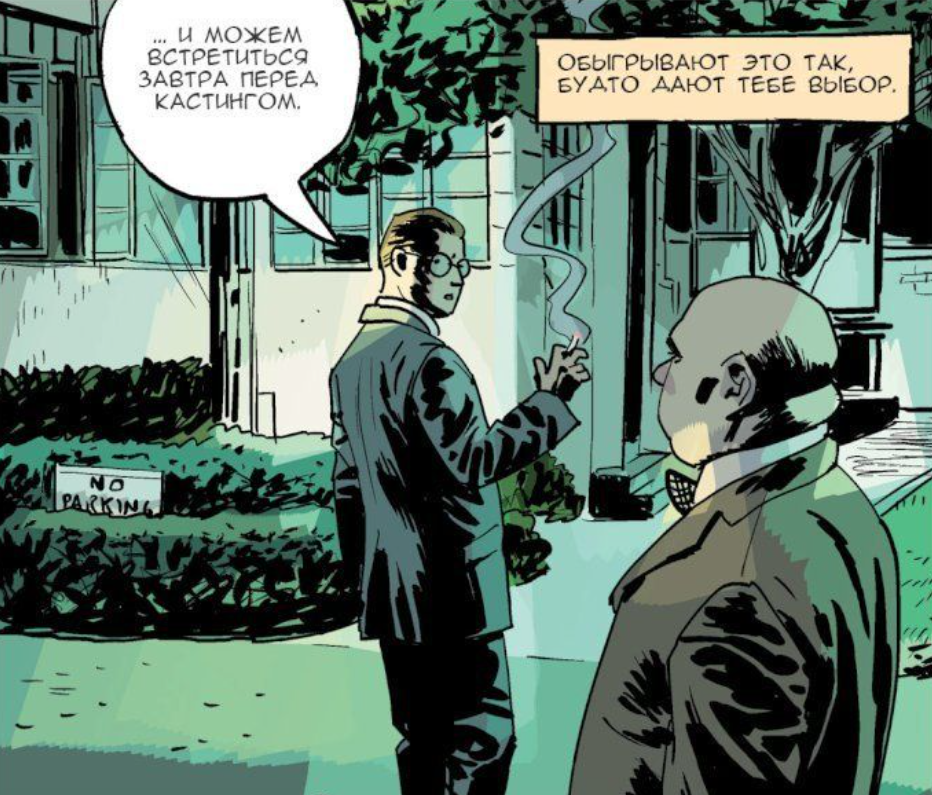 ... И МОЖЕМ
ВСТРЕТИТЬСЯ
ЗАВТРА ПЕРЕД
КАСТИНГОМ.
ОБЫГРЫВАЮТ ЭТО ТАК,
БУДТО ДАЮТ ТЕБЕ ВЫБОР.
NO
PARKING